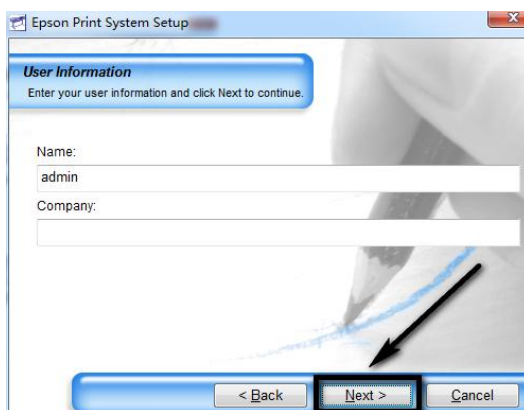 Epson Print System Setup
User Information
Enter your user information and click Next to continue.
Name:
admin
Company:
< Back
Next >
Cancel